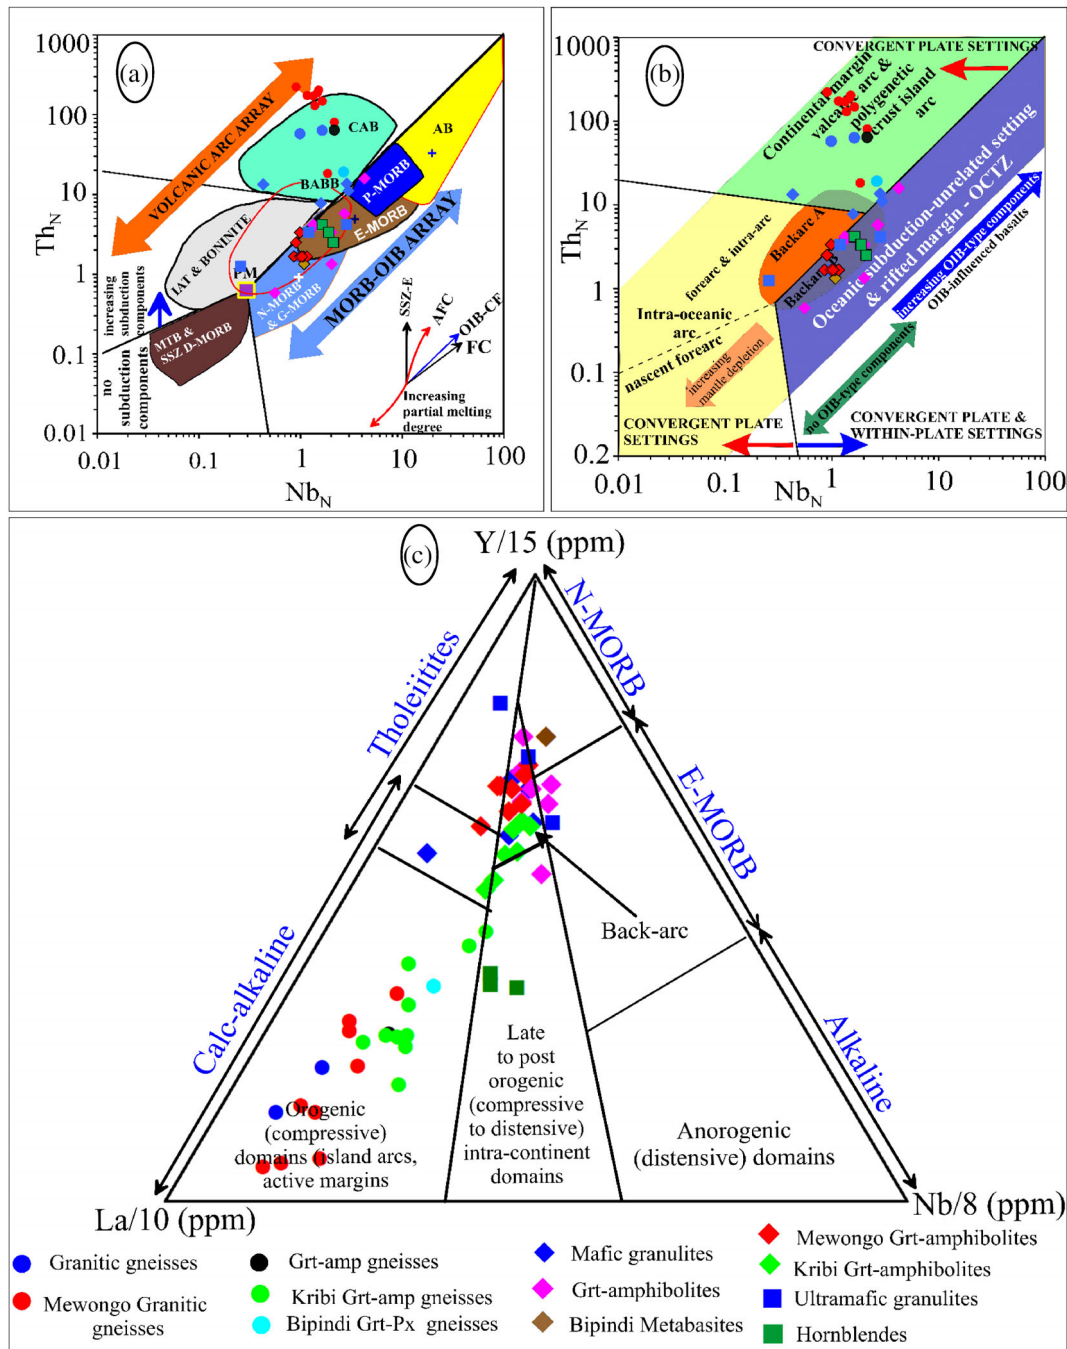 (a)
1000
100
10
1
0.1
0.01
Th_N
0.01
0.1
1
10
100
Nb_N
VOLCANIC ARC ARRAY
CAB
AB
BABB
P-MORB
E-MORB
IAT & BONINITE
PM
N-MORB
& G-MORB
MORB-OIB ARRAY
MTB &
SSZ D-MORB
increasing
subduction
components
no
subduction
components
SSZ-E
AFC
OIB-CE
FC
Increasing
partial melting
degree
(b)
1000
100
10
1
0.1
0.2
Th_N
0.01
0.1
1
10
100
Nb_N
CONVERGENT PLATE SETTINGS
Continental margin
valcanic arc &
polygenetic
crust island
arc
Backarc A
Backarc B
forearc & intra-arc
Intra-oceanic
arc
nascent forearc
increasing
mantle depletion
Oceanic subduction-unrelated setting
& rifted margin - OCTZ
increasing OIB-type components
OIB-influenced basalts
no OIB-type components
CONVERGENT PLATE
SETTINGS
CONVERGENT PLATE &
WITHIN-PLATE SETTINGS
(c)
Y/15 (ppm)
Tholeiitites
N-MORB
E-MORB
Back-arc
Calc-alkaline
Alkaline
Orogenic
(compressive)
domains (island arcs,
active margins
Late
to post
orogenic
(compressive
to distensive)
intra-continent
domains
Anorogenic
(distensive) domains
La/10 (ppm)
Nb/8 (ppm)
Granitic gneisses
Mewongo Granitic
gneisses
Grt-amp gneisses
Kribi Grt-amp gneisses
Bipindi Grt-Px gneisses
Mafic granulites
Grt-amphibolites
Bipindi Metabasites
Mewongo Grt-amphibolites
Kribi Grt-amphibolites
Ultramafic granulites
Hornblendes